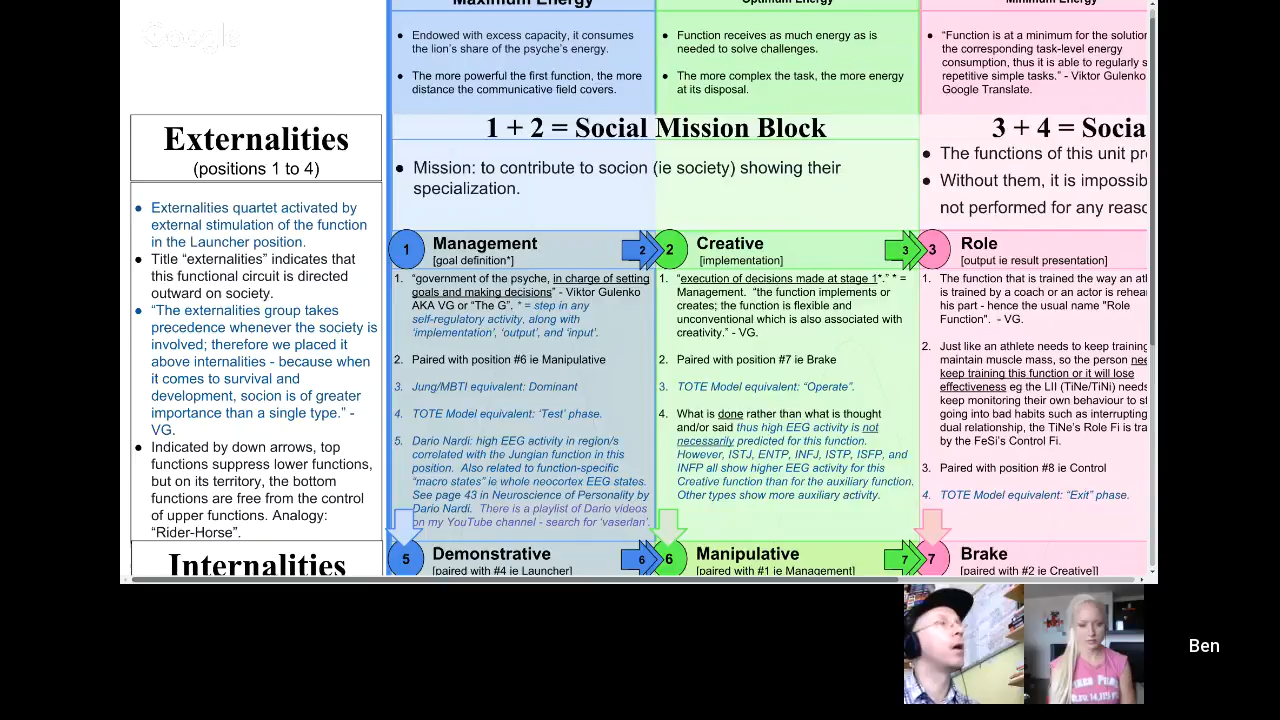 Google
Maximum Energy
Optimum Energy
Minimum Energy
● Endowed with excess capacity, it consumes
the lion's share of the psyche's energy.
● The more powerful the first function, the more
distance the communicative field covers.
● Function receives as much energy as is
needed to solve challenges.
● The more complex the task, the more energy
at its disposal.
● “Function is at a minimum for the solution
the corresponding task-level energy
consumption, thus it is able to regularly s
repetitive simple tasks.” - Viktor Gulenko
Google Translate.
Externalities
(positions 1 to 4)
1 + 2 = Social Mission Block
● Mission: to contribute to socion (ie society) showing their
specialization.
3 + 4 = Socia
● The functions of this unit pr
● Without them, it is impossib
not performed for any reaso
● Externalities quartet activated by
external stimulation of the function
in the Launcher position.
● Title “externalities” indicates that
this functional circuit is directed
outward on society.
● “The externalities group takes
precedence whenever the society is
involved; therefore we placed it
above internalities - because when
it comes to survival and
development, socion is of greater
importance than a single type.” -
VG.
● Indicated by down arrows, top
functions suppress lower functions,
but on its territory, the bottom
functions are free from the control
of upper functions. Analogy:
“Rider-Horse”.
1 Management 2
[goal definition*]
1. “government of the psyche, in charge of setting
goals and making decisions” - Viktor Gulenko
AKA VG or “The G”. * = step in any
self-regulatory activity, along with
‘implementation’, ‘output’, and ‘input’.
2. Paired with position #6 ie Manipulative
3. Jung/MBTI equivalent: Dominant
4. TOTE Model equivalent: ‘Test’ phase.
5. Dario Nardi: high EEG activity in region/s
correlated with the Jungian function in this
position. Also related to function-specific
“macro states” ie whole neocortex EEG states.
See page 43 in Neuroscience of Personality by
Dario Nardi. There is a playlist of Dario videos
on my YouTube channel - search for ‘vaserlan’.
2 Creative 3
[implementation]
1. “execution of decisions made at stage 1*.” * =
Management. “the function implements or
creates; the function is flexible and
unconventional which is also associated with
creativity.” - VG.
2. Paired with position #7 ie Brake
3. TOTE Model equivalent: “Operate”.
4. What is done rather than what is thought
and/or said thus high EEG activity is not
necessarily predicted for this function.
However, ISTJ, ENTP, INFJ, ISTP, ISFP, and
INFP all show higher EEG activity for this
Creative function than for the auxiliary function.
Other types show more auxiliary activity.
3 Role
[output ie result presentation]
1. The function that is trained the way an atl
is trained by a coach or an actor is rehear
his part - hence the usual name "Role
Function". - VG.
2. Just like an athlete needs to keep training
maintain muscle mass, so the person nee
keep training this function or it will lose
effectiveness eg the LII (TiNe/TiNi) needs
keep monitoring their own behaviour to st
going into bad habits such as interrupting
dual relationship, the TiNe's Role Fi is tra
by the FeSi's Control Fi.
3. Paired with position #8 ie Control
4. TOTE Model equivalent: “Exit” phase.
Internalities
5 Demonstrative 6
[paired with #4 ie Launcher]
6 Manipulative 7
[paired with #1 ie Management]
7 Brake
[paired with #2 ie Creative]]
Ben